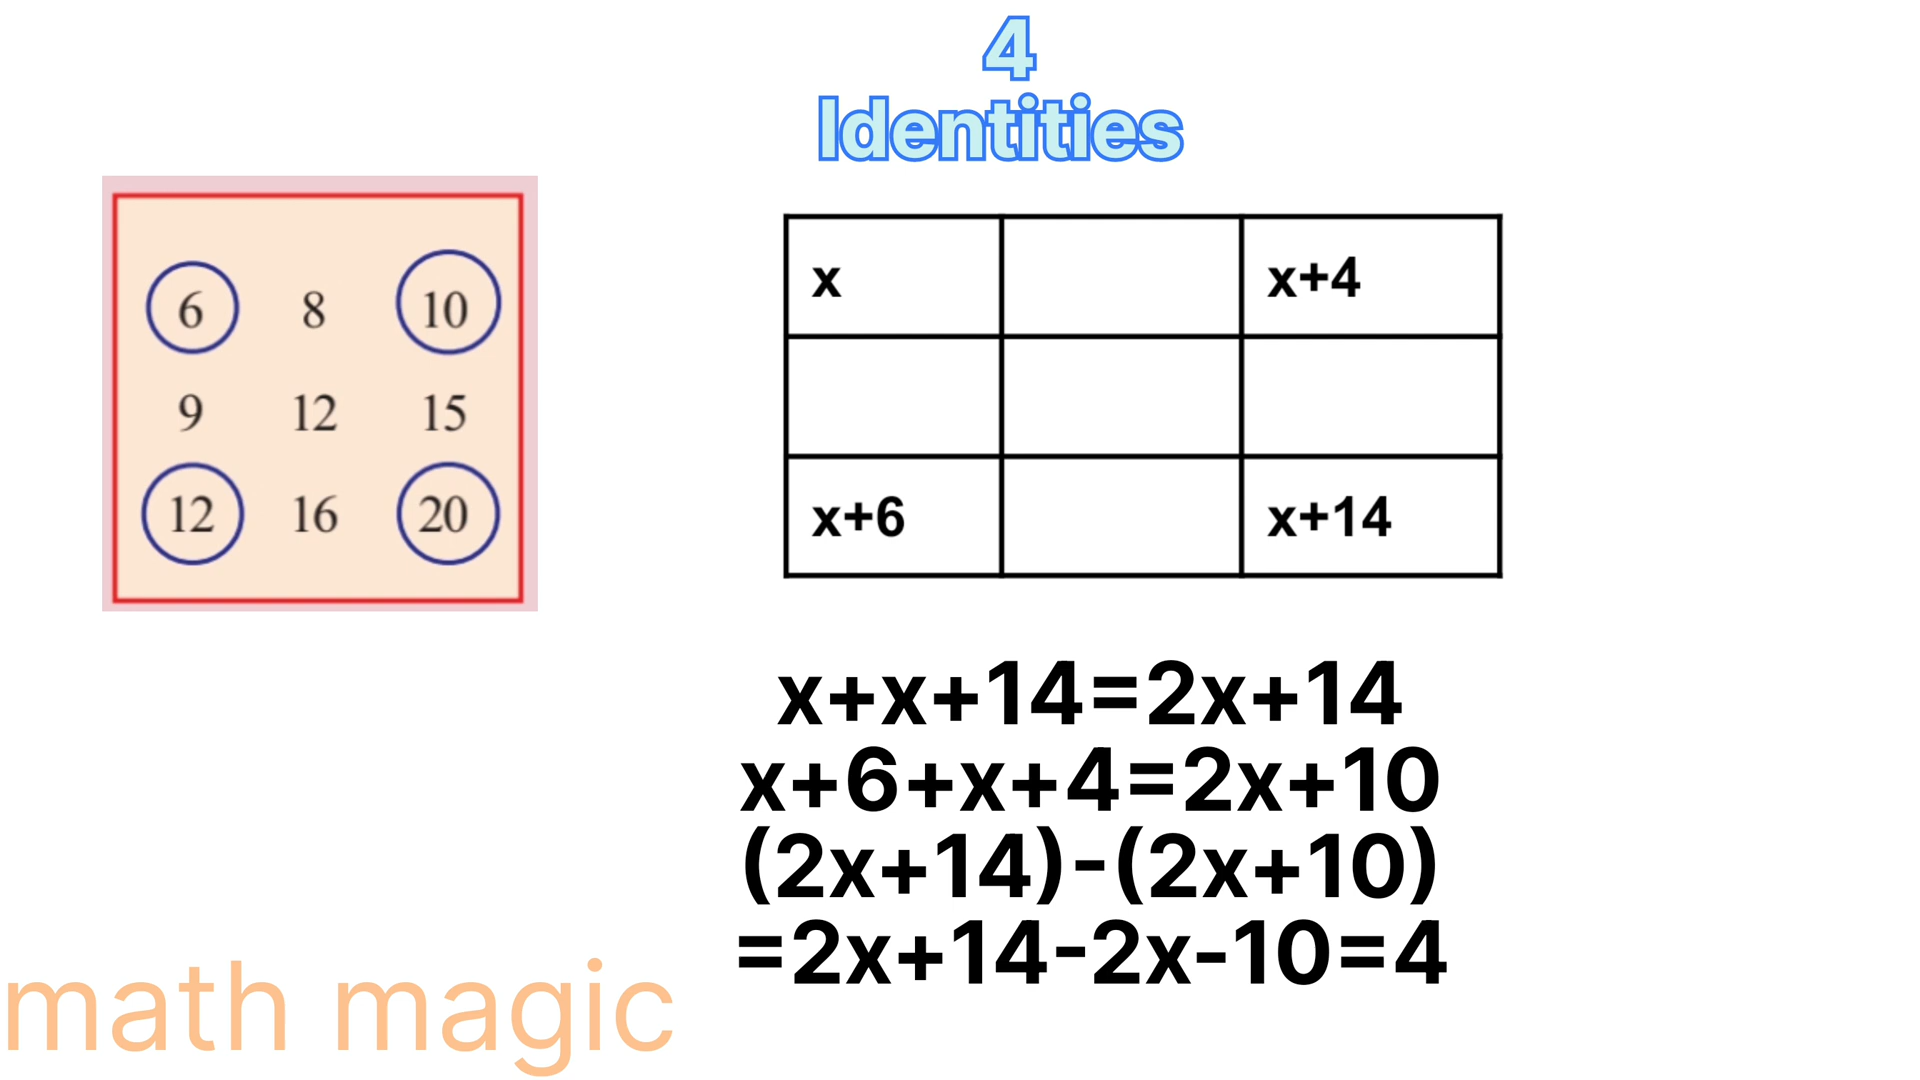 4
Identities
6 8 10
9 12 15
12 16 20
x x+4
x+6 x+14
x+x+14=2x+14
x+6+x+4=2x+10
(2x+14)-(2x+10)
=2x+14-2x-10=4
math magic